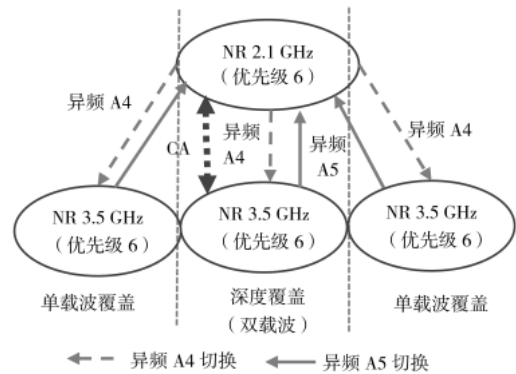 NR 2.1 GHz
（优先级 6）
异频 A4
CA
异频
A4
异频
A5
异频 A4
NR 3.5 GHz
（优先级 6）
NR 3.5 GHz
（优先级 6）
NR 3.5 GHz
（优先级 6）
单载波覆盖
深度覆盖
（双载波）
单载波覆盖
异频 A4 切换
异频 A5 切换